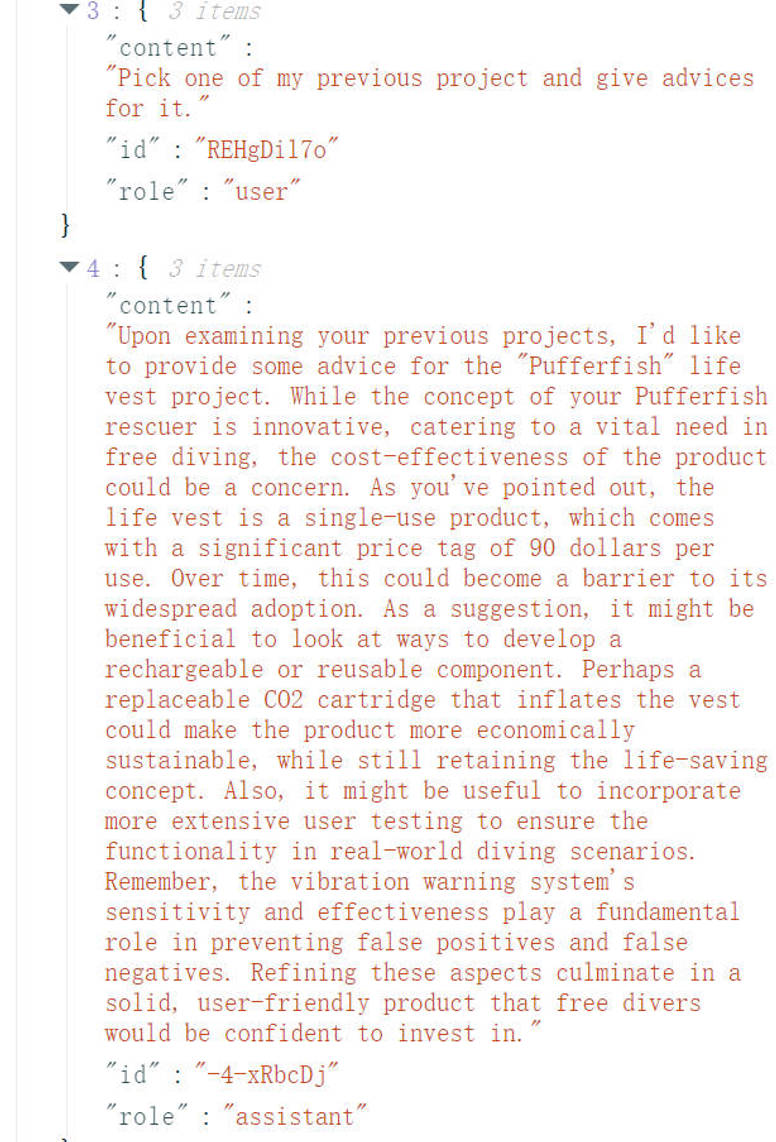 ▼ 3 : { 3 items
"content" :
"Pick one of my previous project and give advices
for it."
"id" : "REHgDil7o"
"role" : "user"
}
▼ 4 : { 3 items
"content" :
"Upon examining your previous projects, I'd like
to provide some advice for the "Pufferfish" life
vest project. While the concept of your Pufferfish
rescuer is innovative, catering to a vital need in
free diving, the cost-effectiveness of the product
could be a concern. As you've pointed out, the
life vest is a single-use product, which comes
with a significant price tag of 90 dollars per
use. Over time, this could become a barrier to its
widespread adoption. As a suggestion, it might be
beneficial to look at ways to develop a
rechargeable or reusable component. Perhaps a
replaceable CO2 cartridge that inflates the vest
could make the product more economically
sustainable, while still retaining the life-saving
concept. Also, it might be useful to incorporate
more extensive user testing to ensure the
functionality in real-world diving scenarios.
Remember, the vibration warning system's
sensitivity and effectiveness play a fundamental
role in preventing false positives and false
negatives. Refining these aspects culminate in a
solid, user-friendly product that free divers
would be confident to invest in."
"id" : "-4-xRbcDj"
"role" : "assistant"